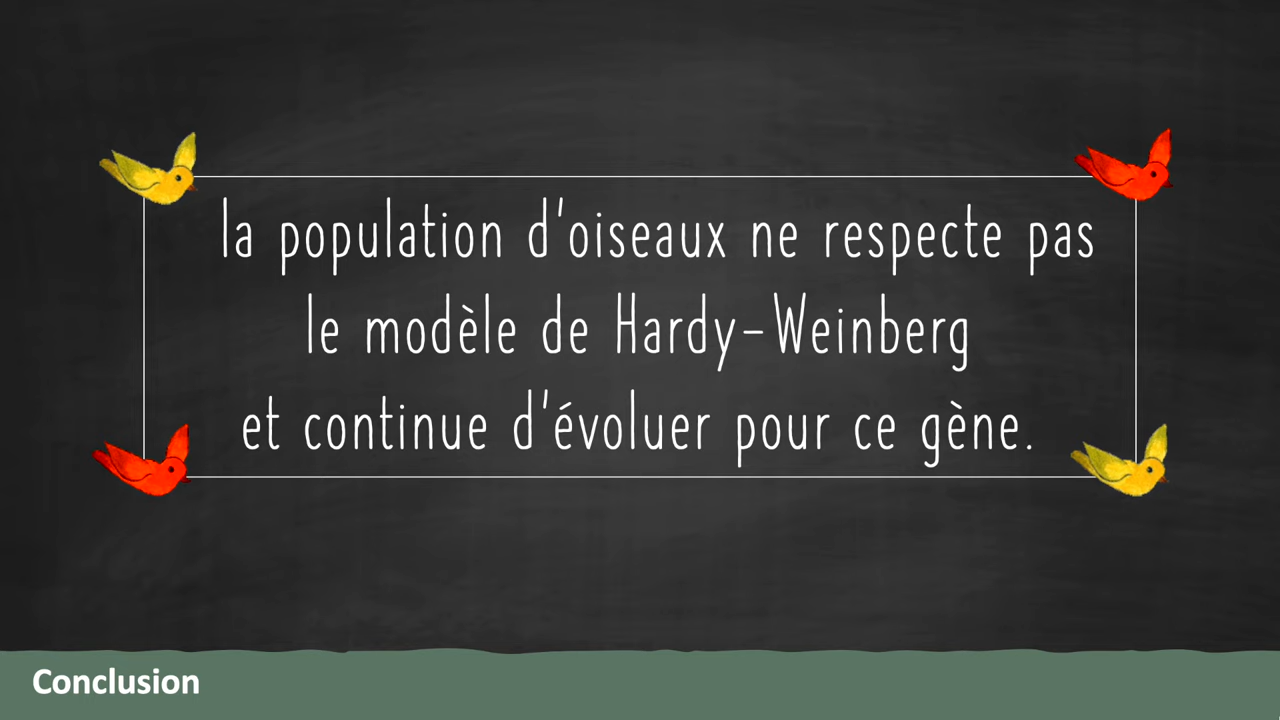 la population d'oiseaux ne respecte pas
le modèle de Hardy-Weinberg
et continue d'évoluer pour ce gène.
Conclusion